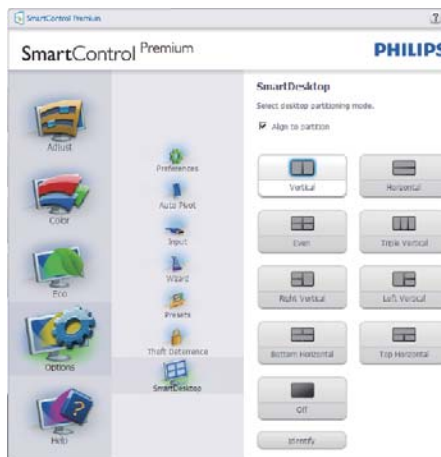 SmartControl Premium
?
SmartControl Premium
PHILIPS
Adjust
Color
Eco
Options
Help
Preferences
Auto Pivot
Input
Wizard
Presets
Theft Deterrence
SmartDesktop
SmartDesktop
Select desktop partitioning mode.
Align to partition
Vertical
Horizontal
Even
Triple Vertical
Right Vertical
Left Vertical
Bottom Horizontal
Top Horizontal
Off
Identify